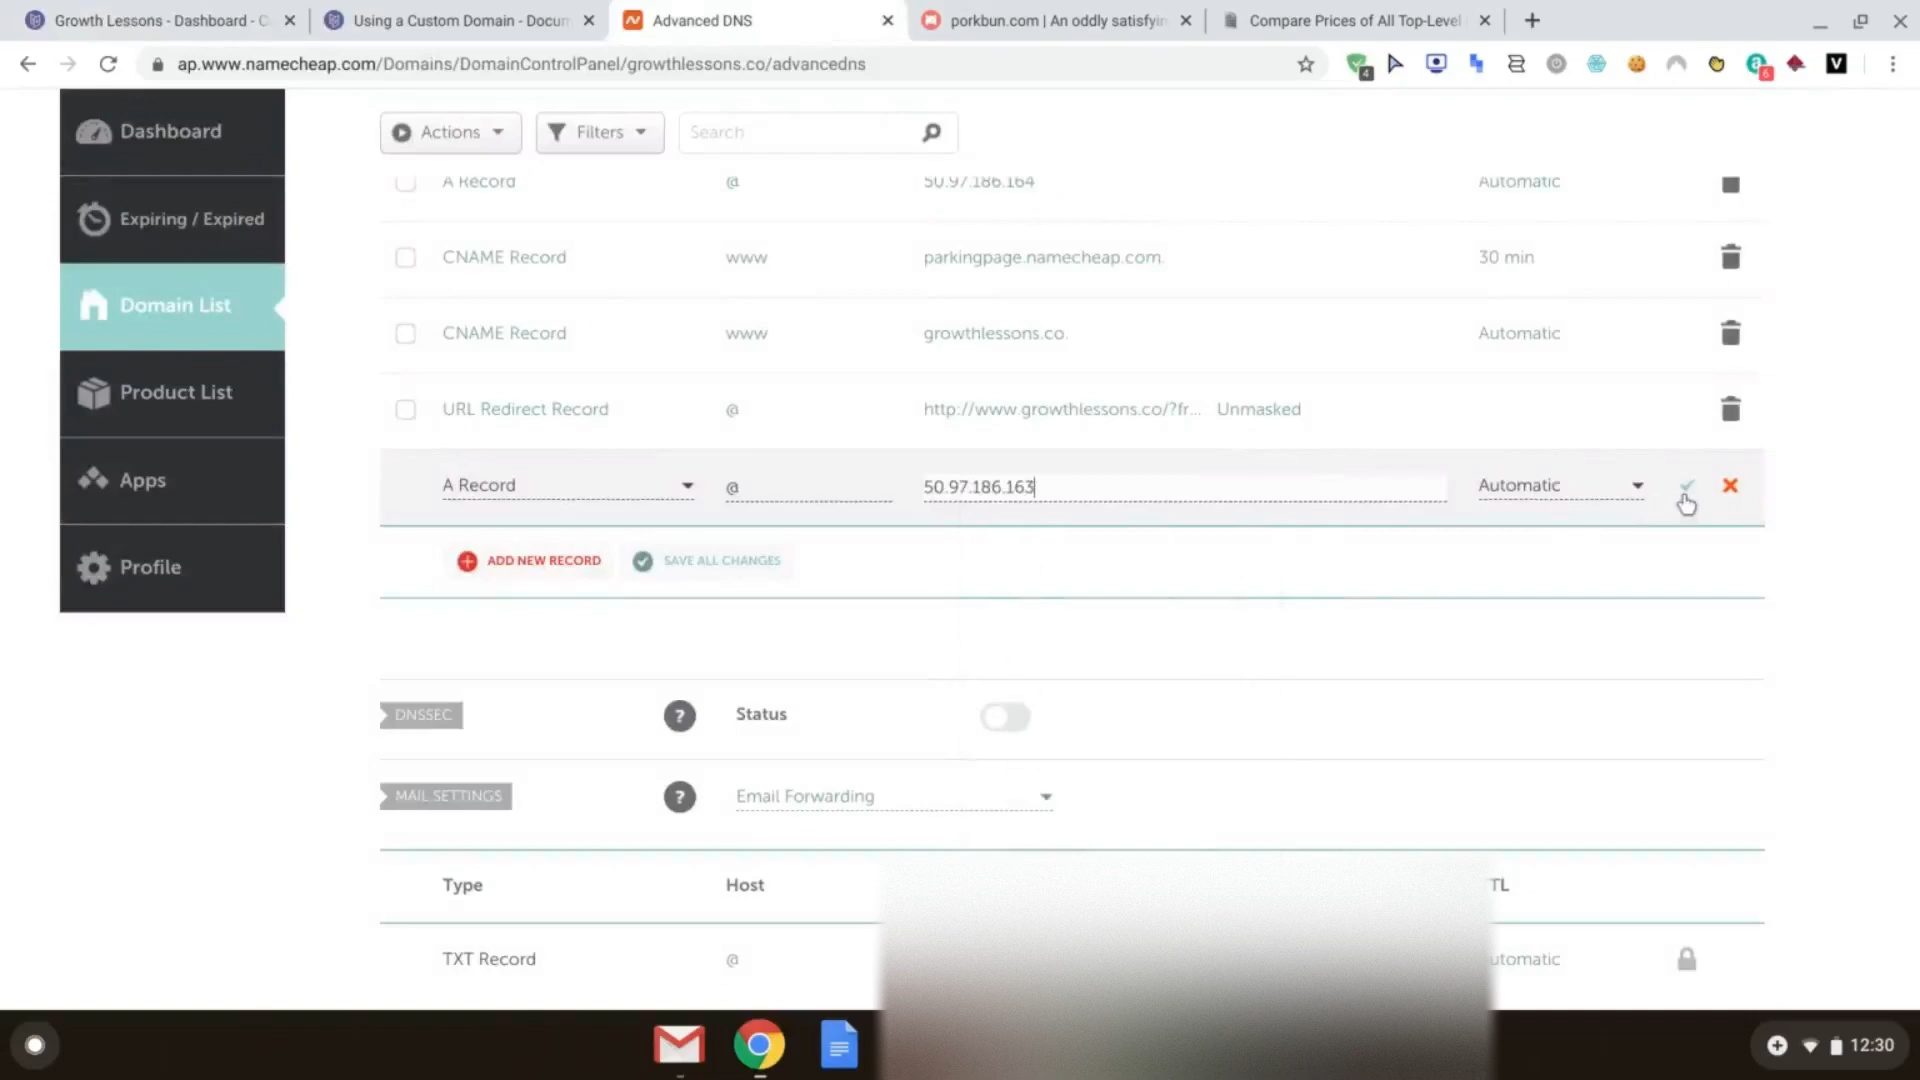 Growth Lessons - Dashboard - C
Using a Custom Domain - Docum
Advanced DNS
porkbun.com | An oddly satisfyin
Compare Prices of All Top-Level
ap.www.namecheap.com/Domains/DomainControlPanel/growthlessons.co/advancedns
4
6
V
Dashboard
Expiring / Expired
Domain List
Product List
Apps
Profile
Actions
Filters
Search
A Record @ 50.97.186.164 Automatic
CNAME Record www parkingpage.namecheap.com. 30 min
CNAME Record www growthlessons.co. Automatic
URL Redirect Record @ http://www.growthlessons.co/?fr... Unmasked
A Record @ 50.97.186.163 Automatic
ADD NEW RECORD SAVE ALL CHANGES
DNSSEC ? Status
MAIL SETTINGS ? Email Forwarding
Type Host TL
TXT Record @ utomatic
12:30